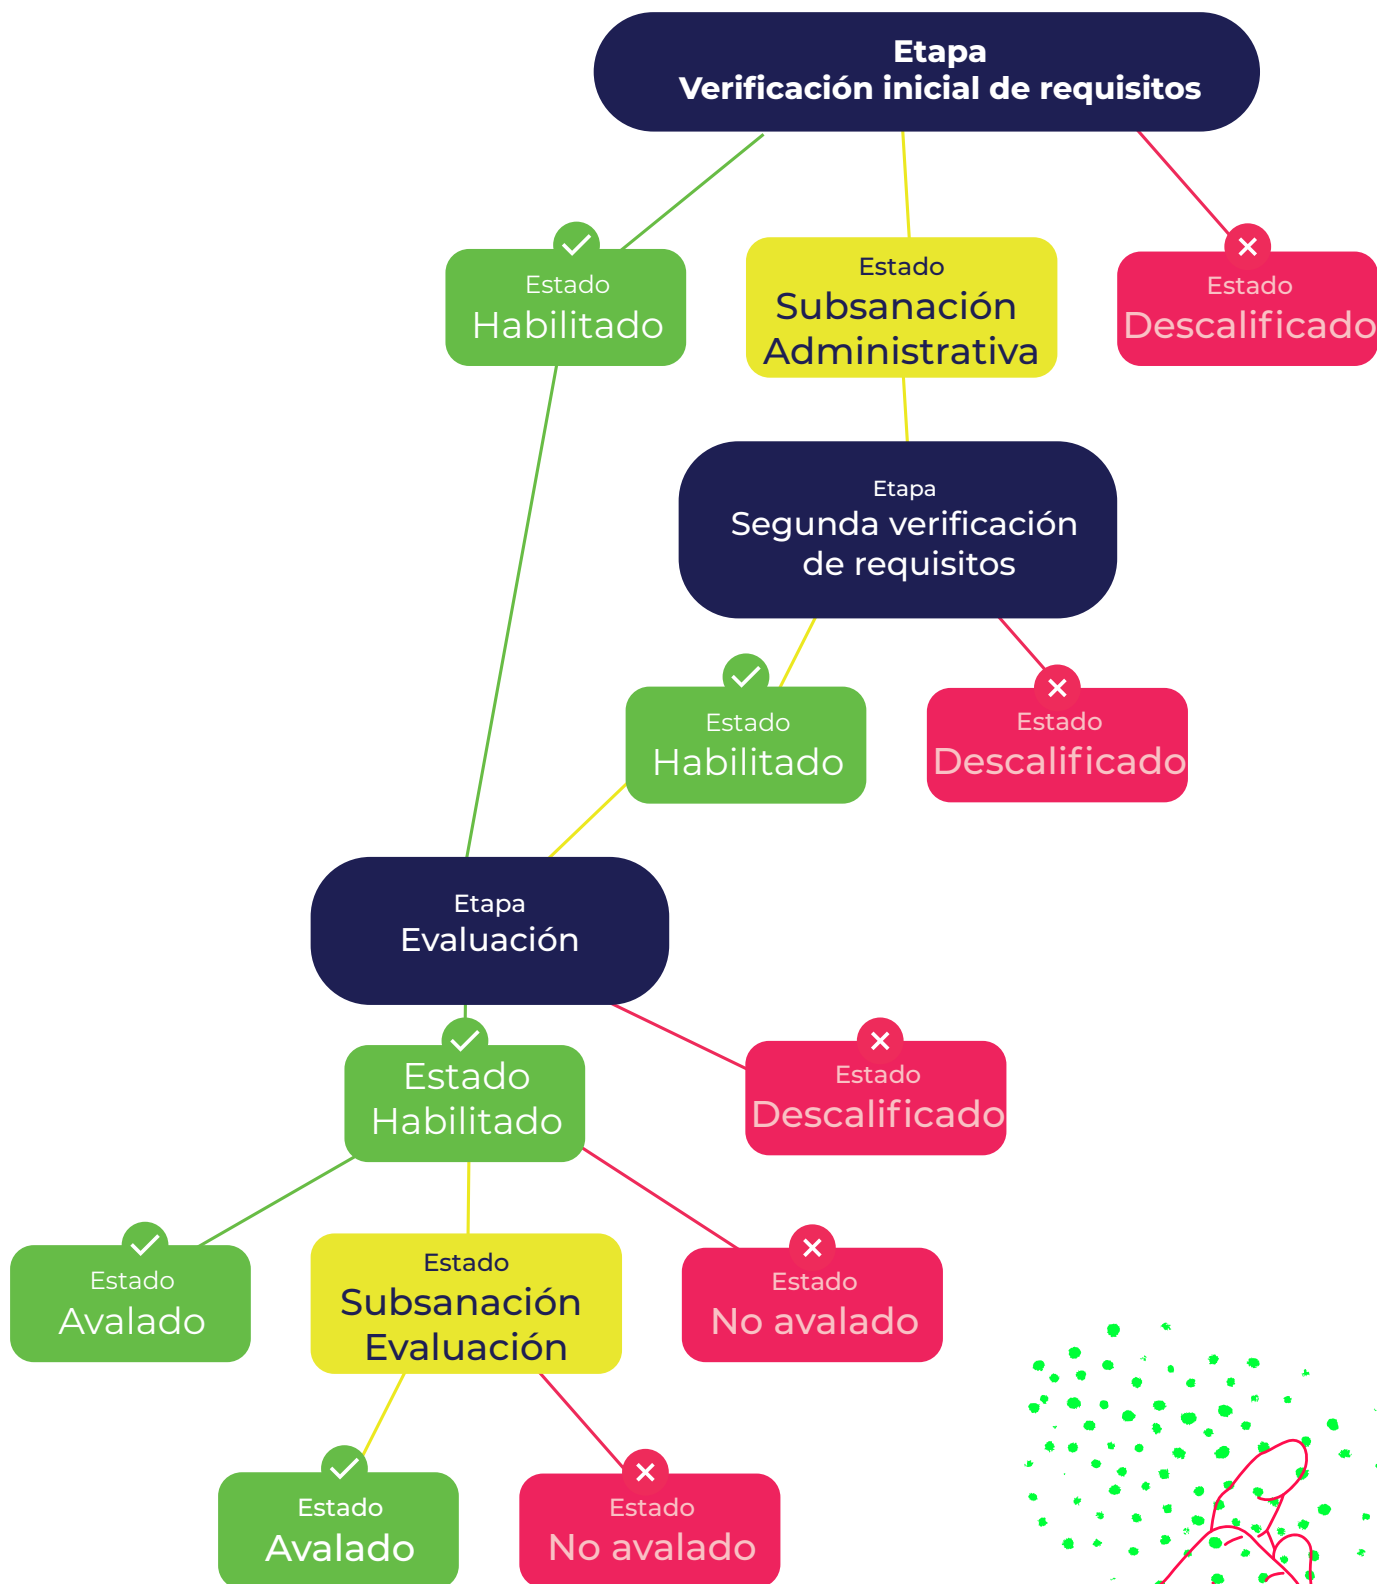 Etapa
Verificación inicial de requisitos
Estado
Habilitado
Estado
Subsanación
Administrativa
Estado
Descalificado
Etapa
Segunda verificación
de requisitos
Estado
Habilitado
Estado
Descalificado
Etapa
Evaluación
Estado
Habilitado
Estado
Descalificado
Estado
Avalado
Estado
Subsanación
Evaluación
Estado
No avalado
Estado
Avalado
Estado
No avalado